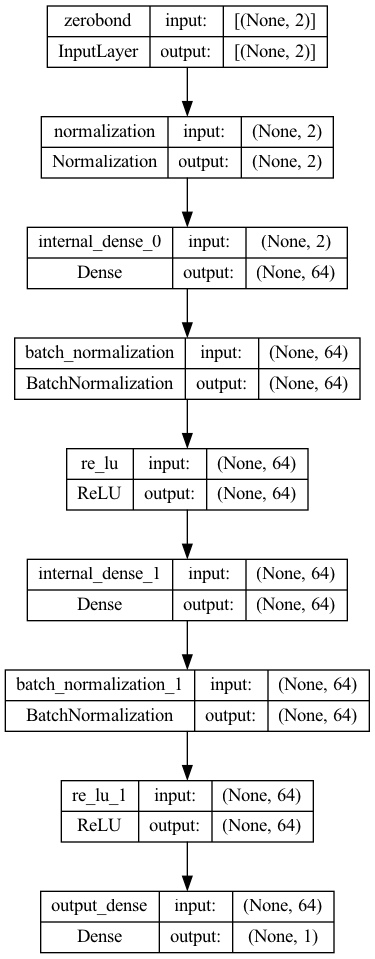 zerobond input: [(None, 2)]
InputLayer output: [(None, 2)]
normalization input: (None, 2)
Normalization output: (None, 2)
internal_dense_0 input: (None, 2)
Dense output: (None, 64)
batch_normalization input: (None, 64)
BatchNormalization output: (None, 64)
re_lu input: (None, 64)
ReLU output: (None, 64)
internal_dense_1 input: (None, 64)
Dense output: (None, 64)
batch_normalization_1 input: (None, 64)
BatchNormalization output: (None, 64)
re_lu_1 input: (None, 64)
ReLU output: (None, 64)
output_dense input: (None, 64)
Dense output: (None, 1)